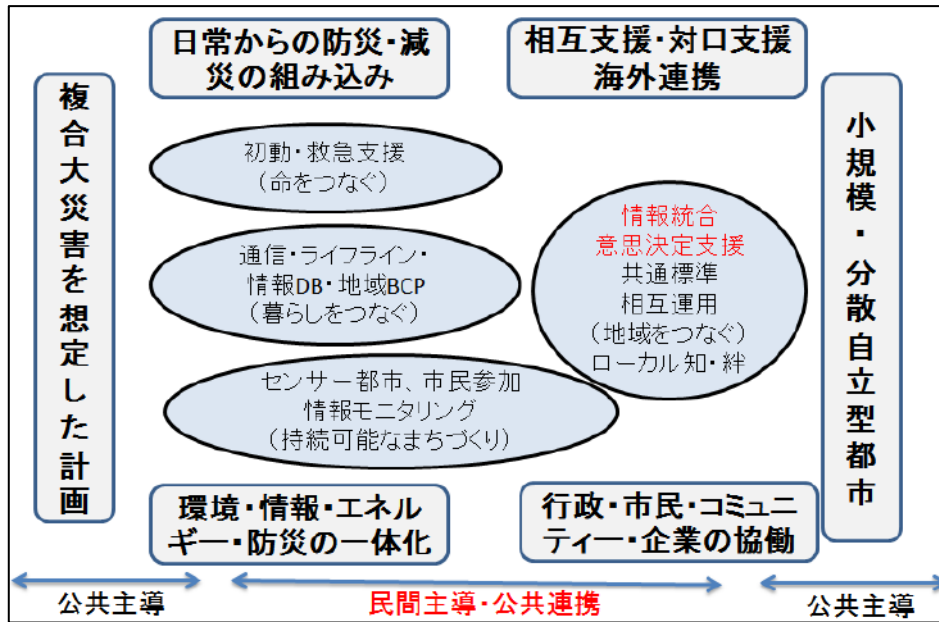 日常からの防災・減
災の組み込み
相互支援・対口支援
海外連携
複合大災害を想定した計画
初動・救急支援
（命をつなぐ）
通信・ライフライン・
情報DB・地域BCP
（暮らしをつなぐ）
センサー都市、市民参加
情報モニタリング
（持続可能なまちづくり）
情報統合
意思決定支援
共通標準
相互運用
（地域をつなぐ）
ローカル知・絆
小規模・分散自立型都市
環境・情報・エネル
ギー・防災の一体化
行政・市民・コミュニ
ティー・企業の協働
公共主導
民間主導・公共連携
公共主導